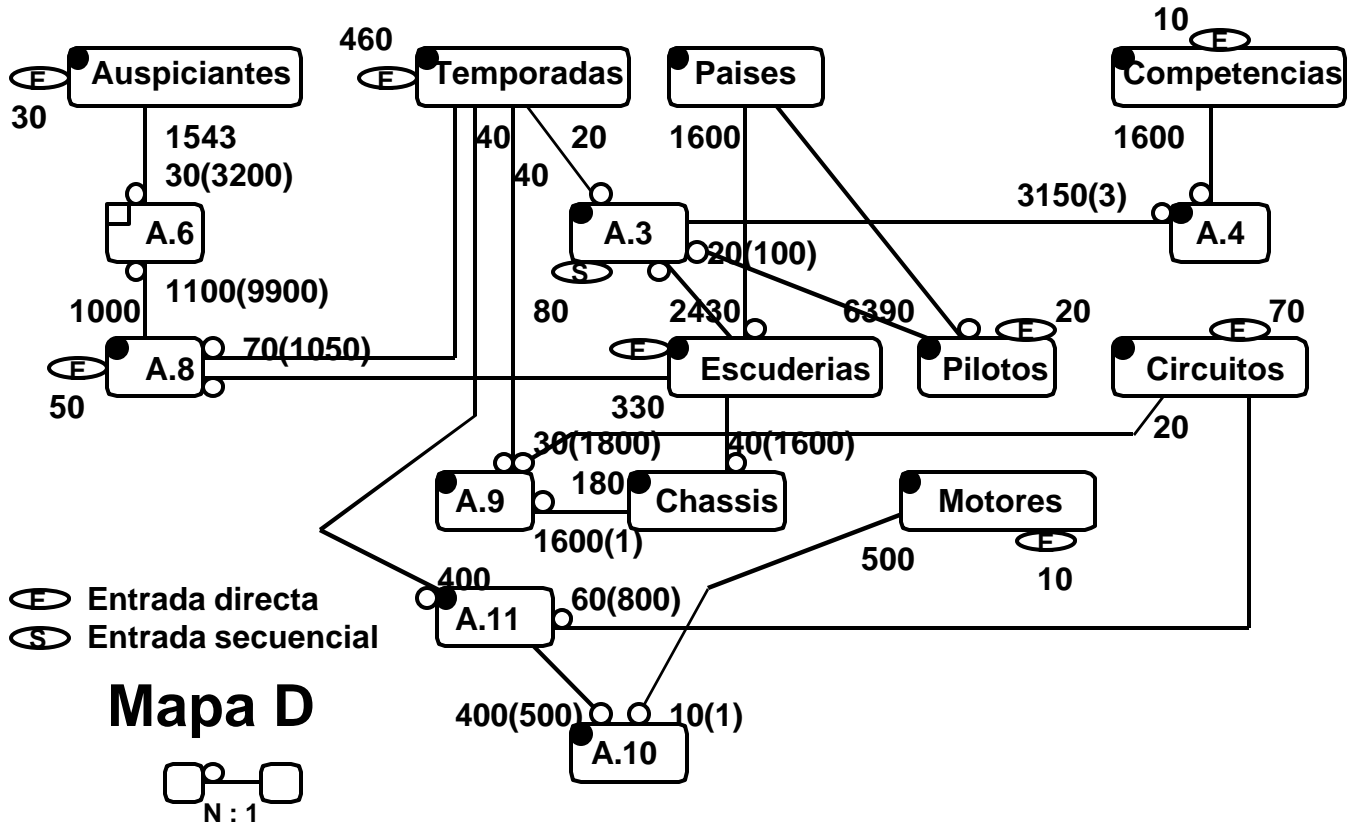 10
460
E Auspiciantes
E Temporadas
Paises
E
Competencias
30
1543
40
20
1600
1600
30(3200)
40
3150(3)
A.6
A.3
A.4
20(100)
S
1100(9900)
1000
80
2430
6390
E 20
E 70
70(1050)
E A.8
E Escuderias
Pilotos
Circuitos
50
330
20
30(1800)
40(1600)
180
A.9
Chassis
Motores
1600(1)
E
500
10
400
E Entrada directa
60(800)
A.11
S Entrada secuencial
Mapa D
400(500)
10(1)
A.10
N : 1